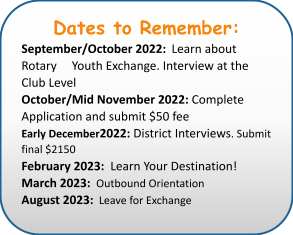 Dates to Remember:
September/October 2022: Learn about
Rotary Youth Exchange. Interview at the
Club Level
October/Mid November 2022: Complete
Application and submit $50 fee
Early December2022: District Interviews. Submit
final $2150
February 2023: Learn Your Destination!
March 2023: Outbound Orientation
August 2023: Leave for Exchange